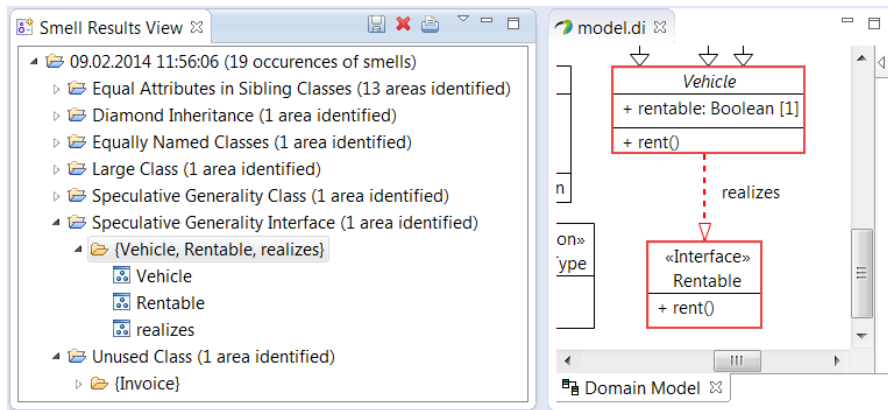 Smell Results View
09.02.2014 11:56:06 (19 occurences of smells)
Equal Attributes in Sibling Classes (13 areas identified)
Diamond Inheritance (1 area identified)
Equally Named Classes (1 area identified)
Large Class (1 area identified)
Speculative Generality Class (1 area identified)
Speculative Generality Interface (1 area identified)
{Vehicle, Rentable, realizes}
Vehicle
Rentable
realizes
Unused Class (1 area identified)
{Invoice}
model.di
Vehicle
+ rentable: Boolean [1]
+ rent()
n
realizes
on»
Type
«Interface»
Rentable
+ rent()
Domain Model